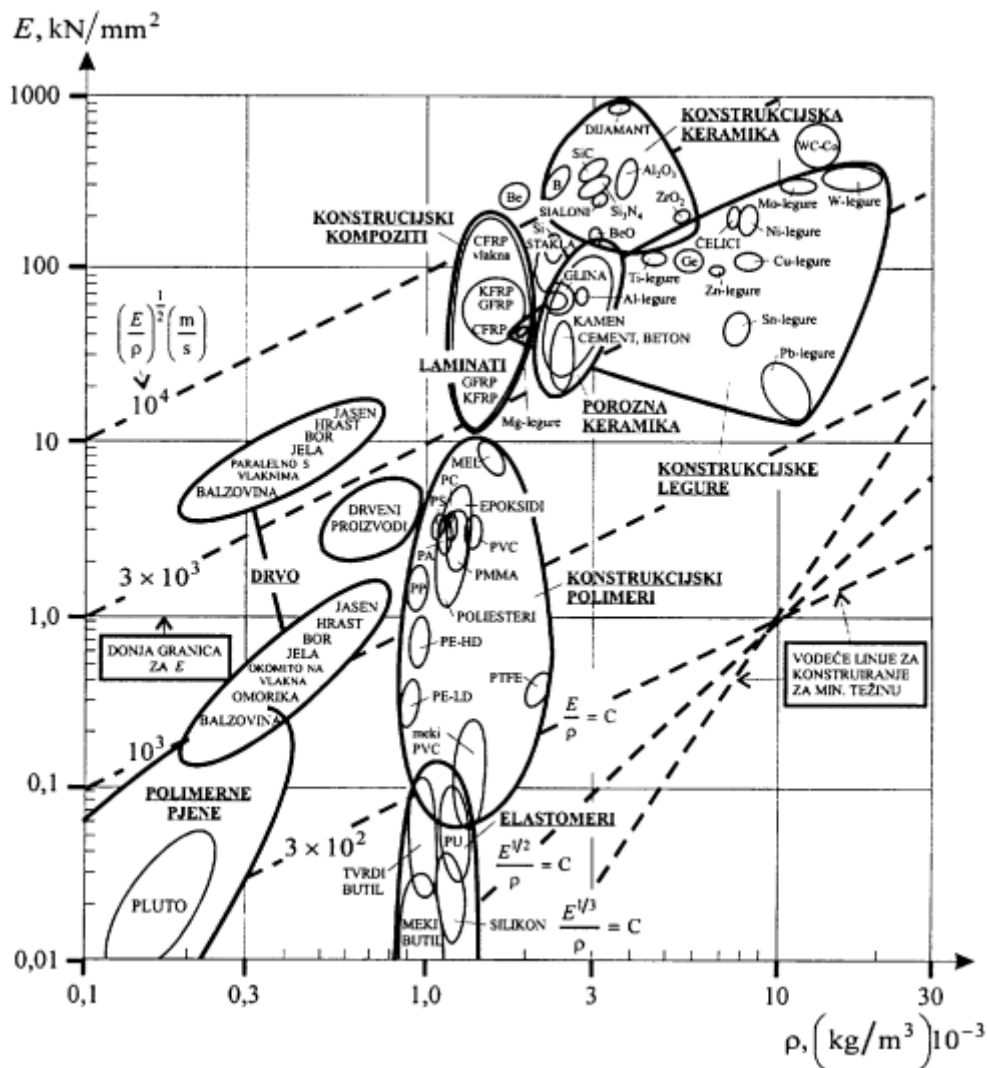 E, kN/mm²
1000
100
10
1,0
0,1
0,01
0,1
0,3
1,0
3
10
30
ρ, (kg/m³)10⁻³
KONSTRUKCIJSKA
KERAMIKA
DIJAMANT
SiC
Al₂O₃
B
Be
SIALONI
Si₃N₄
ZrO₂
BeO
WC-Co
Mo-legure
W-legure
ČELICI
Ni-legure
Ti-legure
Ge
Cu-legure
Zn-legure
Sn-legure
Pb-legure
KONSTRUCIJSKI
KOMPOZITI
CFRP
vlakna
KFRP
GFRP
CFRP
LAMINATI
GFRP
KFRP
Si
STAKLA
GLINA
Al-legure
KAMEN
CEMENT, BETON
Mg-legure
POROZNA
KERAMIKA
KONSTRUKCIJSKE
LEGURE
(E/ρ)^1/2 (m/s)
10⁴
JASEN
HRAST
BOR
JELA
PARALELNO S
VLAKNIMA
BALZOVINA
DRVENI
PROIZVODI
MEL
PC
PS
EPOKSIDI
PA
PVC
PMMA
PP
POLIESTERI
KONSTRUKCIJSKI
POLIMERI
PE-HD
PE-LD
PTFE
meki
PVC
3 × 10³
DRVO
DONJA GRANICA
ZA E
JASEN
HRAST
BOR
JELA
OKOMITO NA
VLAKNA
OMORIKA
BALZOVINA
10³
POLIMERNE
PJENE
PLUTO
3 × 10²
ELASTOMERI
PU
TVRDI
BUTIL
MEKI
BUTIL
SILIKON
E/ρ = C
E^1/2/ρ = C
E^1/3/ρ = C
VODEĆE LINIJE ZA
KONSTRUIRANJE
ZA MIN. TEŽINU